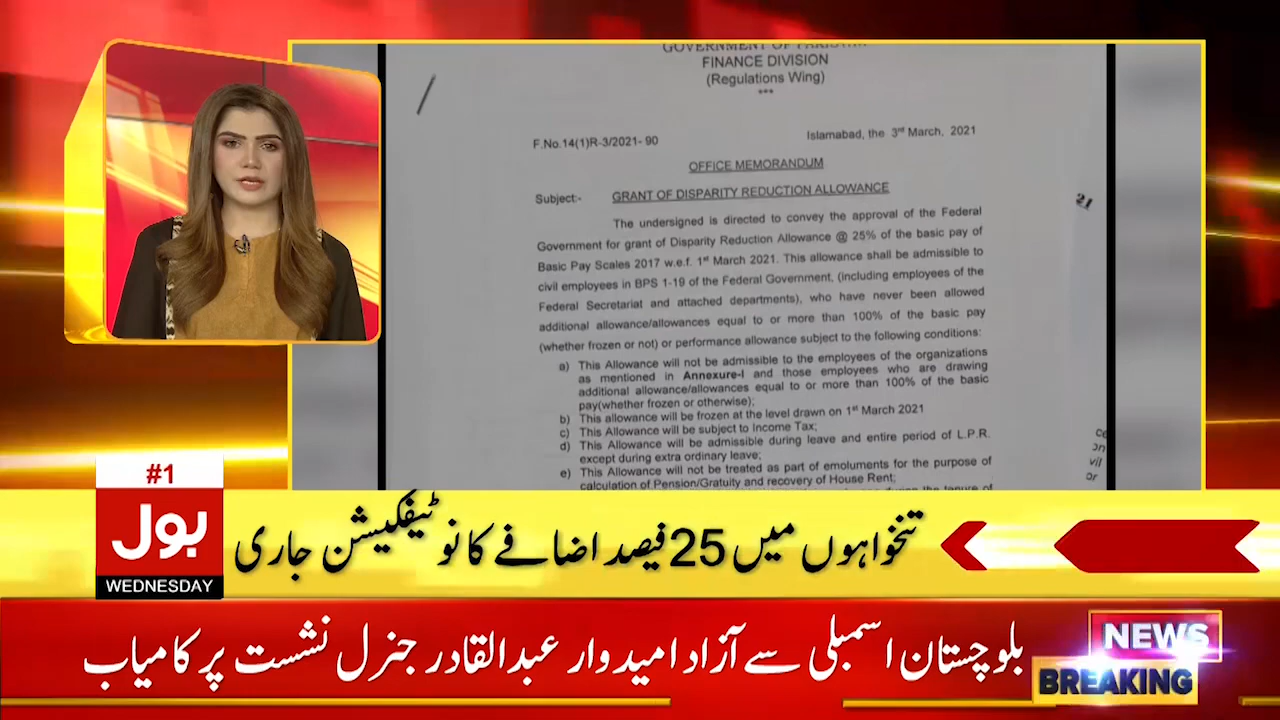 GOVERNMENT OF PAKISTAN
FINANCE DIVISION
(Regulations Wing)
***
F.No.14(1)R-3/2021- 90
Islamabad, the 3rd March, 2021
OFFICE MEMORANDUM
Subject:- GRANT OF DISPARITY REDUCTION ALLOWANCE
The undersigned is directed to convey the approval of the Federal
Government for grant of Disparity Reduction Allowance @ 25% of the basic pay of
Basic Pay Scales 2017 w.e.f. 1st March 2021. This allowance shall be admissible to
civil employees in BPS 1-19 of the Federal Government, (including employees of the
Federal Secretariat and attached departments), who have never been allowed
additional allowance/allowances equal to or more than 100% of the basic pay
(whether frozen or not) or performance allowance subject to the following conditions:
a) This Allowance will not be admissible to the employees of the organizations
as mentioned in Annexure-I and those employees who are drawing
additional allowance/allowances equal to or more than 100% of the basic
pay(whether frozen or otherwise);
b) This allowance will be frozen at the level drawn on 1st March 2021
c) This Allowance will be subject to Income Tax;
d) This Allowance will be admissible during leave and entire period of L.P.R.
except during extra ordinary leave;
e) This Allowance will not be treated as part of emoluments for the purpose of
calculation of Pension/Gratuity and recovery of House Rent;
21
#1
بول
WEDNESDAY
تنخواہوں میں 25 فیصد اضافے کا نوٹیفکیشن جاری
بلوچستان اسمبلی سے آزاد امیدوار عبدالقادر جنرل نشست پر کامیاب
NEWS
BREAKING